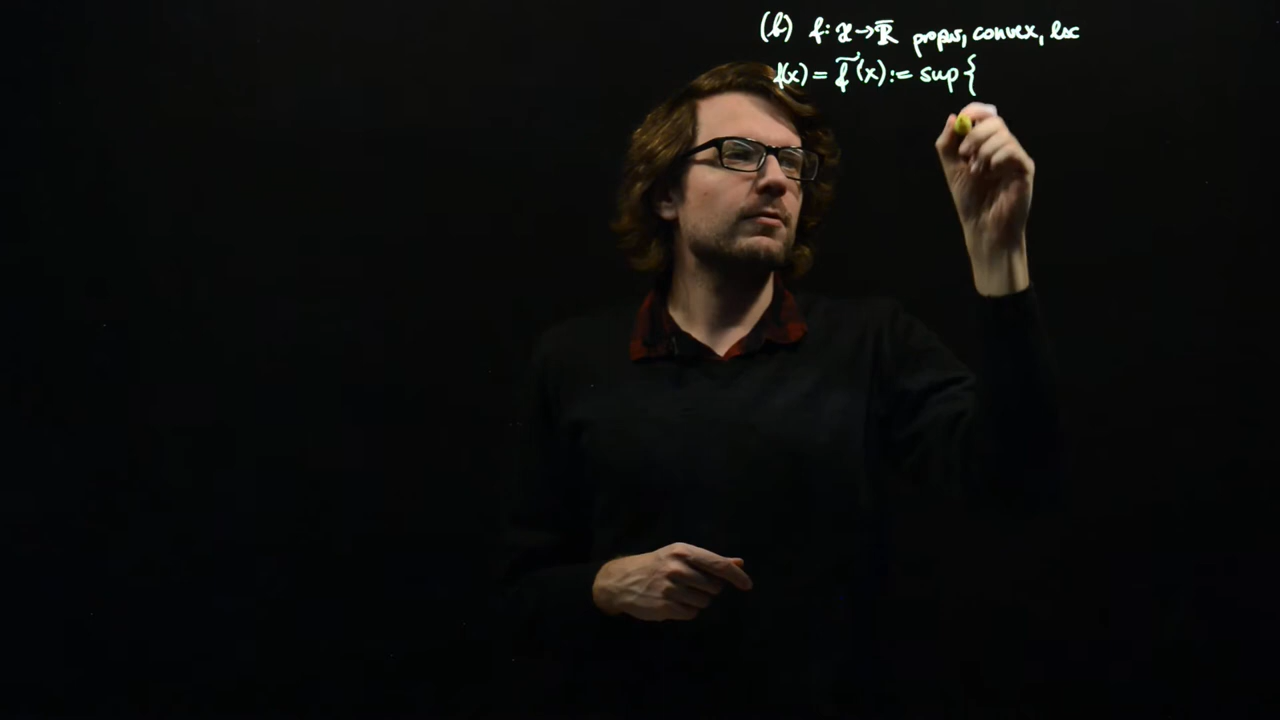 (b) f: X → R̅ proper, convex, lsc
f(x) = f̃(x) := sup {